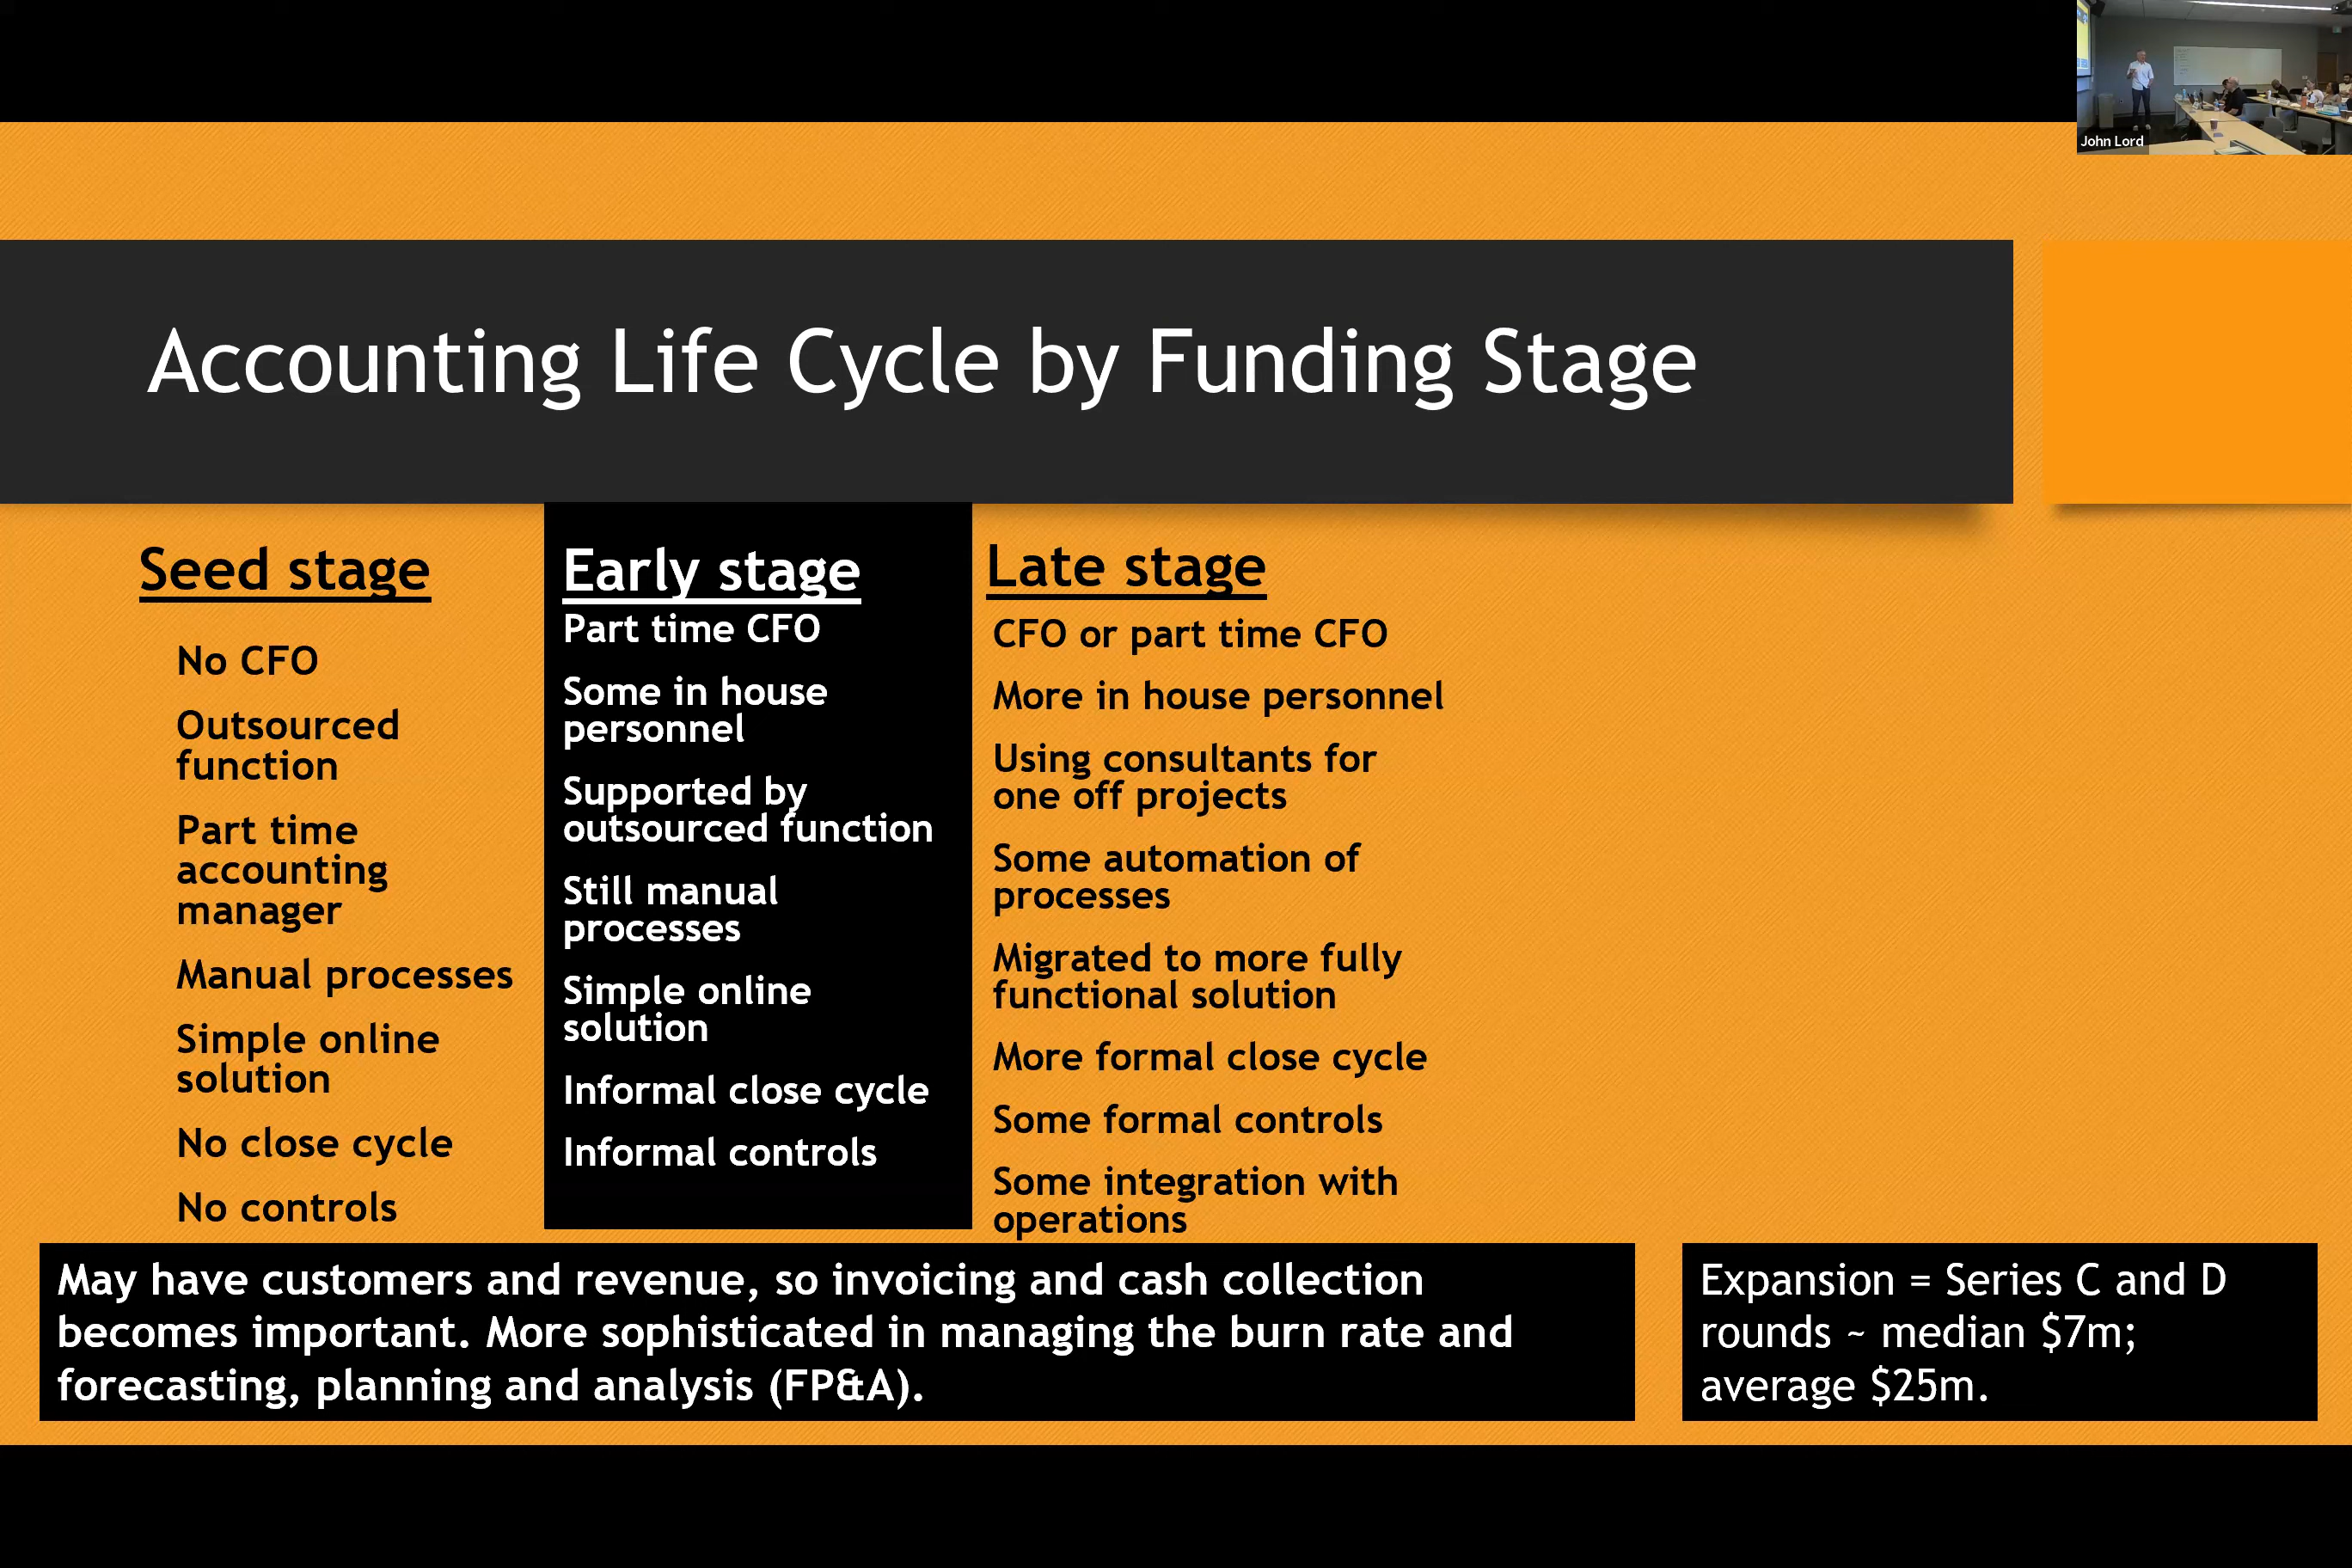 John Lord
Accounting Life Cycle by Funding Stage
Seed stage
No CFO
Outsourced
function
Part time
accounting
manager
Manual processes
Simple online
solution
No close cycle
No controls
Early stage
Part time CFO
Some in house
personnel
Supported by
outsourced function
Still manual
processes
Simple online
solution
Informal close cycle
Informal controls
Late stage
CFO or part time CFO
More in house personnel
Using consultants for
one off projects
Some automation of
processes
Migrated to more fully
functional solution
More formal close cycle
Some formal controls
Some integration with
operations
May have customers and revenue, so invoicing and cash collection
becomes important. More sophisticated in managing the burn rate and
forecasting, planning and analysis (FP&A).
Expansion = Series C and D
rounds ~ median $7m;
average $25m.